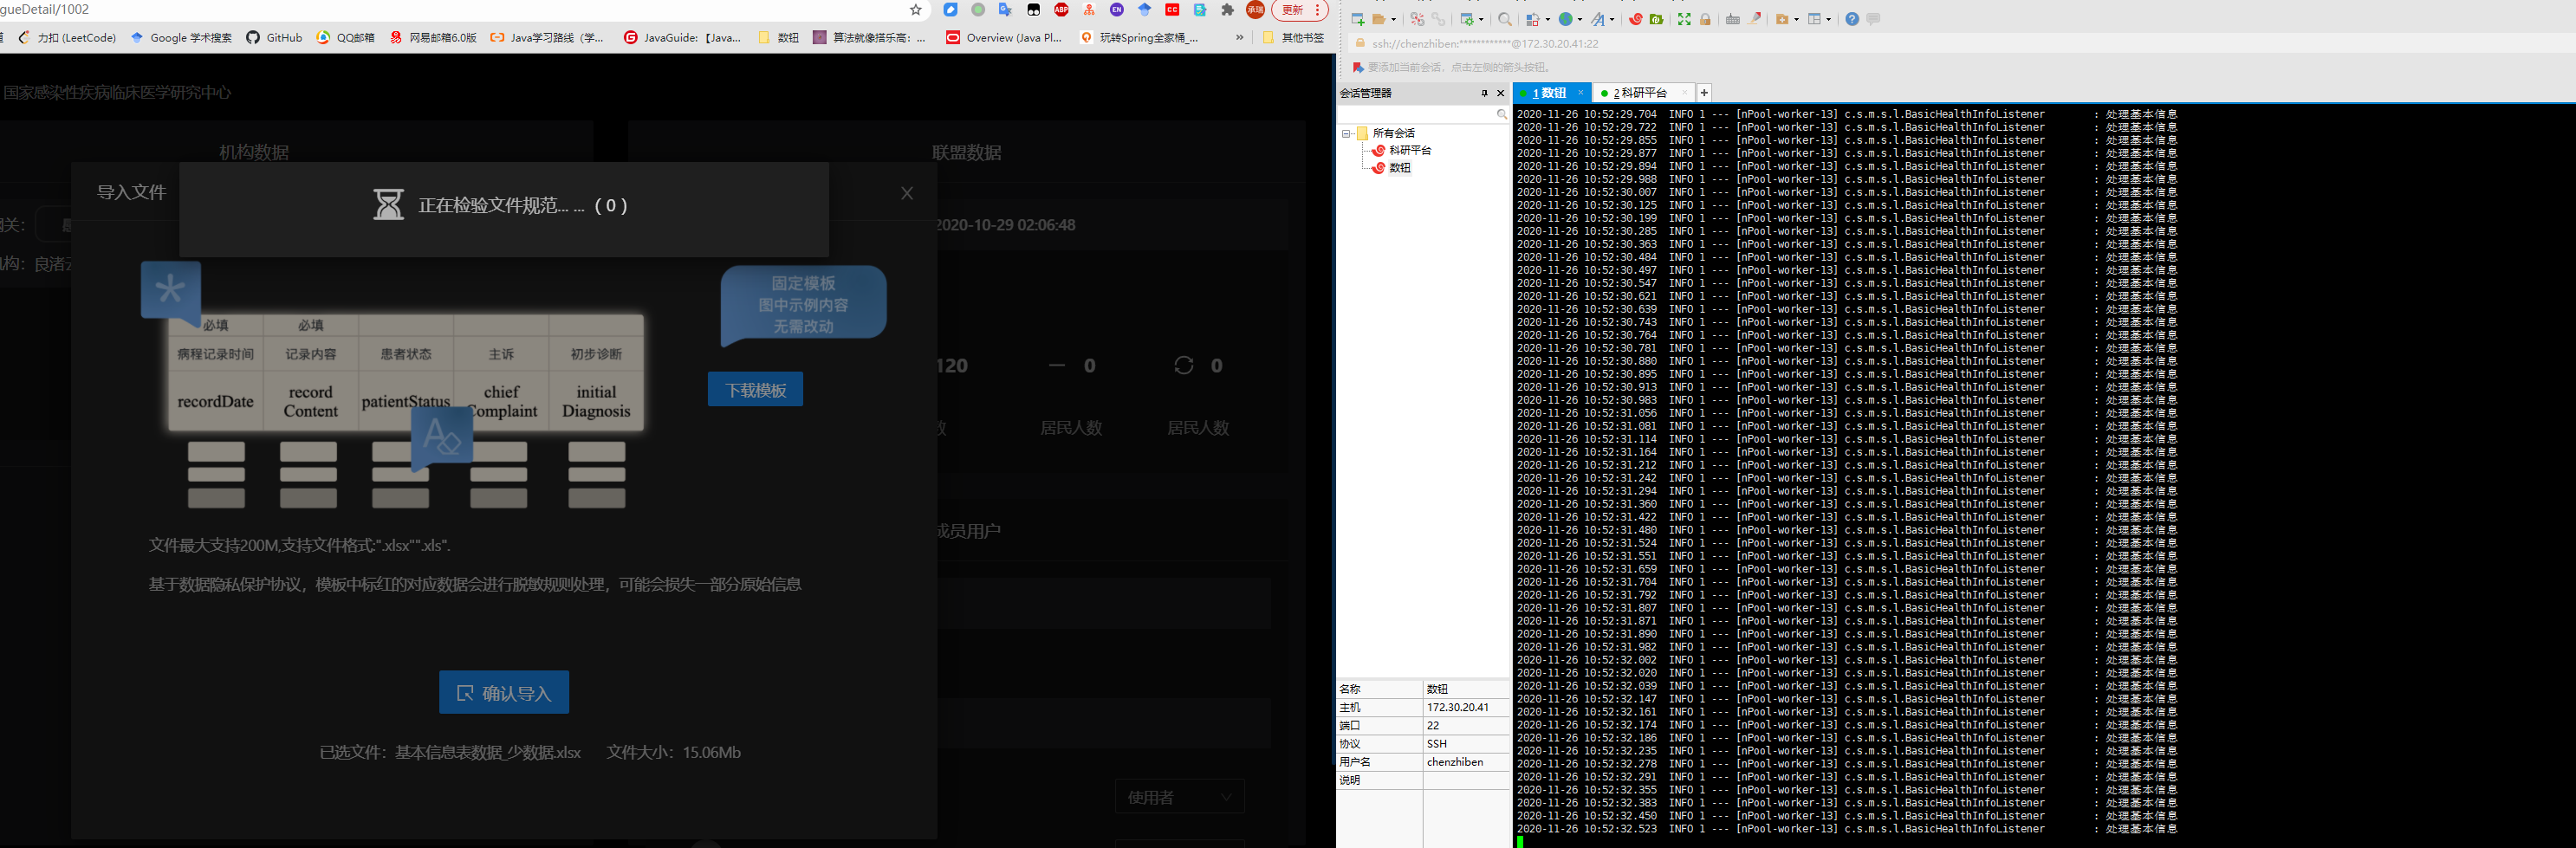 gueDetail/1002
更新
力扣 (LeetCode)
Google 学术搜索
GitHub
QQ邮箱
网易邮箱6.0版
Java学习路线（学...
JavaGuide:【Java...
数钮
算法就像搭乐高：...
Overview (Java Pl...
玩转Spring全家桶_...
»
其他书签
国家感染性疾病临床医学研究中心
机构数据
联盟数据
导入文件
正在检验文件规范... ...（ 0 ）
2020-10-29 02:06:48
固定模板
图中示例内容
无需改动
必填 必填
病程记录时间 记录内容 患者状态 主诉 初步诊断
recordDate record Content patientStatus chief Complaint initial Diagnosis
下载模板
120 0 0
居民人数 居民人数
成员用户
文件最大支持200M,支持文件格式:".xlsx"".xls".
基于数据隐私保护协议，模板中标红的对应数据会进行脱敏规则处理，可能会损失一部分原始信息
确认导入
已选文件：基本信息表数据_少数据.xlsx 文件大小：15.06Mb
使用者
ssh://chenzhiben:************@172.30.20.41:22
要添加当前会话，点击左侧的箭头按钮。
会话管理器
1 数钮
2 科研平台
所有会话
科研平台
数钮
名称 数钮
主机 172.30.20.41
端口 22
协议 SSH
用户名 chenzhiben
说明
2020-11-26 10:52:29.704 INFO 1 --- [nPool-worker-13] c.s.m.s.l.BasicHealthInfoListener : 处理基本信息
2020-11-26 10:52:29.722 INFO 1 --- [nPool-worker-13] c.s.m.s.l.BasicHealthInfoListener : 处理基本信息
2020-11-26 10:52:29.855 INFO 1 --- [nPool-worker-13] c.s.m.s.l.BasicHealthInfoListener : 处理基本信息
2020-11-26 10:52:29.877 INFO 1 --- [nPool-worker-13] c.s.m.s.l.BasicHealthInfoListener : 处理基本信息
2020-11-26 10:52:29.894 INFO 1 --- [nPool-worker-13] c.s.m.s.l.BasicHealthInfoListener : 处理基本信息
2020-11-26 10:52:29.988 INFO 1 --- [nPool-worker-13] c.s.m.s.l.BasicHealthInfoListener : 处理基本信息
2020-11-26 10:52:30.007 INFO 1 --- [nPool-worker-13] c.s.m.s.l.BasicHealthInfoListener : 处理基本信息
2020-11-26 10:52:30.125 INFO 1 --- [nPool-worker-13] c.s.m.s.l.BasicHealthInfoListener : 处理基本信息
2020-11-26 10:52:30.199 INFO 1 --- [nPool-worker-13] c.s.m.s.l.BasicHealthInfoListener : 处理基本信息
2020-11-26 10:52:30.285 INFO 1 --- [nPool-worker-13] c.s.m.s.l.BasicHealthInfoListener : 处理基本信息
2020-11-26 10:52:30.363 INFO 1 --- [nPool-worker-13] c.s.m.s.l.BasicHealthInfoListener : 处理基本信息
2020-11-26 10:52:30.484 INFO 1 --- [nPool-worker-13] c.s.m.s.l.BasicHealthInfoListener : 处理基本信息
2020-11-26 10:52:30.497 INFO 1 --- [nPool-worker-13] c.s.m.s.l.BasicHealthInfoListener : 处理基本信息
2020-11-26 10:52:30.547 INFO 1 --- [nPool-worker-13] c.s.m.s.l.BasicHealthInfoListener : 处理基本信息
2020-11-26 10:52:30.621 INFO 1 --- [nPool-worker-13] c.s.m.s.l.BasicHealthInfoListener : 处理基本信息
2020-11-26 10:52:30.639 INFO 1 --- [nPool-worker-13] c.s.m.s.l.BasicHealthInfoListener : 处理基本信息
2020-11-26 10:52:30.743 INFO 1 --- [nPool-worker-13] c.s.m.s.l.BasicHealthInfoListener : 处理基本信息
2020-11-26 10:52:30.764 INFO 1 --- [nPool-worker-13] c.s.m.s.l.BasicHealthInfoListener : 处理基本信息
2020-11-26 10:52:30.781 INFO 1 --- [nPool-worker-13] c.s.m.s.l.BasicHealthInfoListener : 处理基本信息
2020-11-26 10:52:30.880 INFO 1 --- [nPool-worker-13] c.s.m.s.l.BasicHealthInfoListener : 处理基本信息
2020-11-26 10:52:30.895 INFO 1 --- [nPool-worker-13] c.s.m.s.l.BasicHealthInfoListener : 处理基本信息
2020-11-26 10:52:30.913 INFO 1 --- [nPool-worker-13] c.s.m.s.l.BasicHealthInfoListener : 处理基本信息
2020-11-26 10:52:30.983 INFO 1 --- [nPool-worker-13] c.s.m.s.l.BasicHealthInfoListener : 处理基本信息
2020-11-26 10:52:31.056 INFO 1 --- [nPool-worker-13] c.s.m.s.l.BasicHealthInfoListener : 处理基本信息
2020-11-26 10:52:31.081 INFO 1 --- [nPool-worker-13] c.s.m.s.l.BasicHealthInfoListener : 处理基本信息
2020-11-26 10:52:31.114 INFO 1 --- [nPool-worker-13] c.s.m.s.l.BasicHealthInfoListener : 处理基本信息
2020-11-26 10:52:31.164 INFO 1 --- [nPool-worker-13] c.s.m.s.l.BasicHealthInfoListener : 处理基本信息
2020-11-26 10:52:31.212 INFO 1 --- [nPool-worker-13] c.s.m.s.l.BasicHealthInfoListener : 处理基本信息
2020-11-26 10:52:31.242 INFO 1 --- [nPool-worker-13] c.s.m.s.l.BasicHealthInfoListener : 处理基本信息
2020-11-26 10:52:31.294 INFO 1 --- [nPool-worker-13] c.s.m.s.l.BasicHealthInfoListener : 处理基本信息
2020-11-26 10:52:31.360 INFO 1 --- [nPool-worker-13] c.s.m.s.l.BasicHealthInfoListener : 处理基本信息
2020-11-26 10:52:31.422 INFO 1 --- [nPool-worker-13] c.s.m.s.l.BasicHealthInfoListener : 处理基本信息
2020-11-26 10:52:31.480 INFO 1 --- [nPool-worker-13] c.s.m.s.l.BasicHealthInfoListener : 处理基本信息
2020-11-26 10:52:31.524 INFO 1 --- [nPool-worker-13] c.s.m.s.l.BasicHealthInfoListener : 处理基本信息
2020-11-26 10:52:31.551 INFO 1 --- [nPool-worker-13] c.s.m.s.l.BasicHealthInfoListener : 处理基本信息
2020-11-26 10:52:31.659 INFO 1 --- [nPool-worker-13] c.s.m.s.l.BasicHealthInfoListener : 处理基本信息
2020-11-26 10:52:31.704 INFO 1 --- [nPool-worker-13] c.s.m.s.l.BasicHealthInfoListener : 处理基本信息
2020-11-26 10:52:31.792 INFO 1 --- [nPool-worker-13] c.s.m.s.l.BasicHealthInfoListener : 处理基本信息
2020-11-26 10:52:31.807 INFO 1 --- [nPool-worker-13] c.s.m.s.l.BasicHealthInfoListener : 处理基本信息
2020-11-26 10:52:31.871 INFO 1 --- [nPool-worker-13] c.s.m.s.l.BasicHealthInfoListener : 处理基本信息
2020-11-26 10:52:31.890 INFO 1 --- [nPool-worker-13] c.s.m.s.l.BasicHealthInfoListener : 处理基本信息
2020-11-26 10:52:31.982 INFO 1 --- [nPool-worker-13] c.s.m.s.l.BasicHealthInfoListener : 处理基本信息
2020-11-26 10:52:32.002 INFO 1 --- [nPool-worker-13] c.s.m.s.l.BasicHealthInfoListener : 处理基本信息
2020-11-26 10:52:32.020 INFO 1 --- [nPool-worker-13] c.s.m.s.l.BasicHealthInfoListener : 处理基本信息
2020-11-26 10:52:32.039 INFO 1 --- [nPool-worker-13] c.s.m.s.l.BasicHealthInfoListener : 处理基本信息
2020-11-26 10:52:32.147 INFO 1 --- [nPool-worker-13] c.s.m.s.l.BasicHealthInfoListener : 处理基本信息
2020-11-26 10:52:32.161 INFO 1 --- [nPool-worker-13] c.s.m.s.l.BasicHealthInfoListener : 处理基本信息
2020-11-26 10:52:32.174 INFO 1 --- [nPool-worker-13] c.s.m.s.l.BasicHealthInfoListener : 处理基本信息
2020-11-26 10:52:32.186 INFO 1 --- [nPool-worker-13] c.s.m.s.l.BasicHealthInfoListener : 处理基本信息
2020-11-26 10:52:32.235 INFO 1 --- [nPool-worker-13] c.s.m.s.l.BasicHealthInfoListener : 处理基本信息
2020-11-26 10:52:32.278 INFO 1 --- [nPool-worker-13] c.s.m.s.l.BasicHealthInfoListener : 处理基本信息
2020-11-26 10:52:32.291 INFO 1 --- [nPool-worker-13] c.s.m.s.l.BasicHealthInfoListener : 处理基本信息
2020-11-26 10:52:32.355 INFO 1 --- [nPool-worker-13] c.s.m.s.l.BasicHealthInfoListener : 处理基本信息
2020-11-26 10:52:32.383 INFO 1 --- [nPool-worker-13] c.s.m.s.l.BasicHealthInfoListener : 处理基本信息
2020-11-26 10:52:32.450 INFO 1 --- [nPool-worker-13] c.s.m.s.l.BasicHealthInfoListener : 处理基本信息
2020-11-26 10:52:32.523 INFO 1 --- [nPool-worker-13] c.s.m.s.l.BasicHealthInfoListener : 处理基本信息